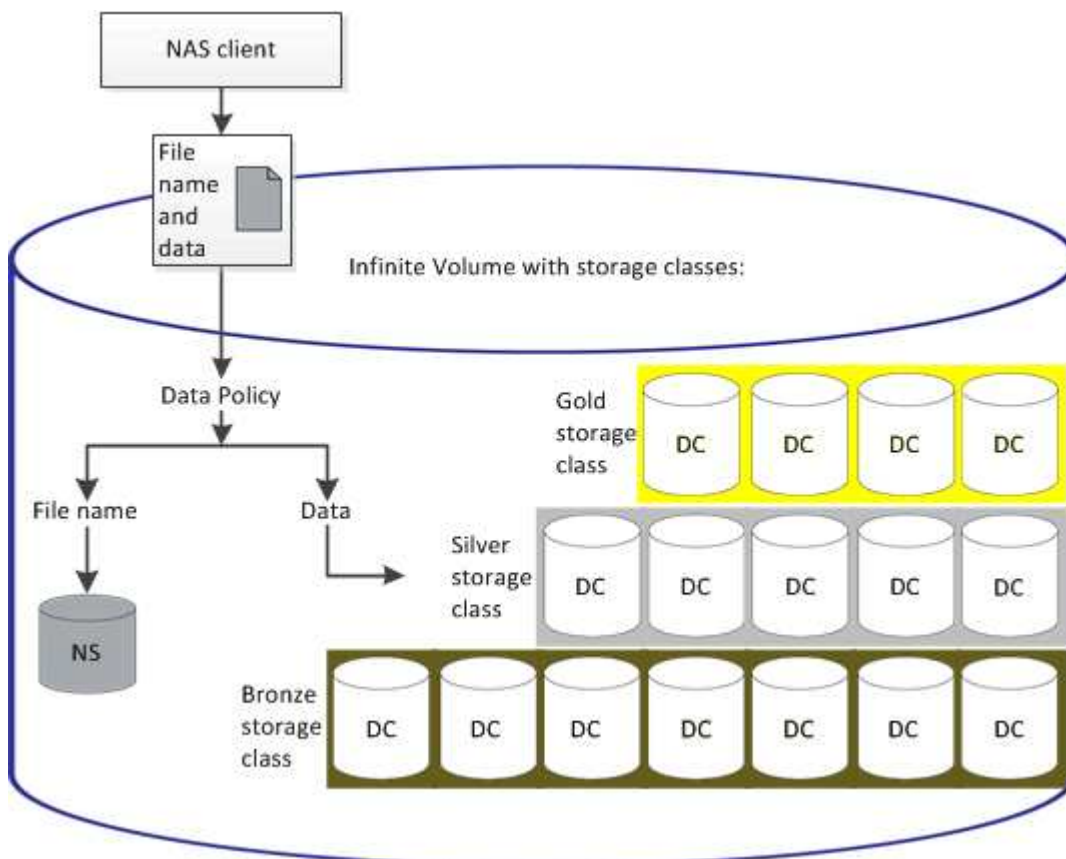 NAS client
File
name
and
data
Infinite Volume with storage classes:
Data Policy
File name
Data
NS
Gold
storage
class
DC DC DC DC
Silver
storage
class
DC DC DC DC DC
Bronze
storage
class
DC DC DC DC DC DC DC